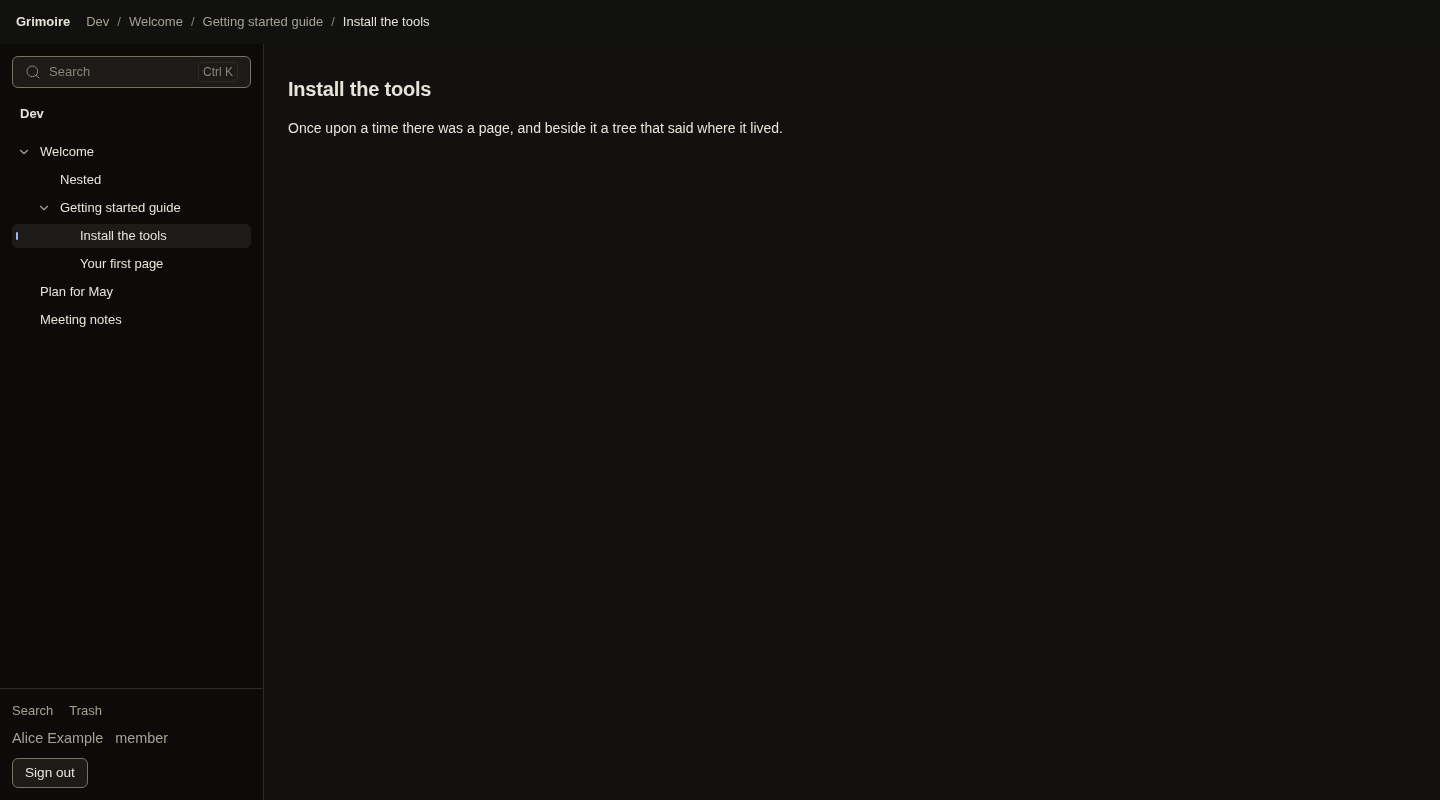 Grimoire Dev / Welcome / Getting started guide / Install the tools
Search Ctrl K
Dev
Welcome
Nested
Getting started guide
Install the tools
Your first page
Plan for May
Meeting notes
Search Trash
Alice Example member
Sign out
Install the tools
Once upon a time there was a page, and beside it a tree that said where it lived.